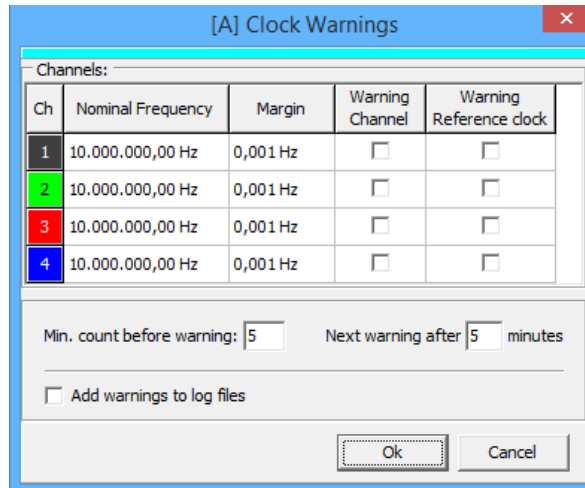 [A] Clock Warnings
Channels:
Ch Nominal Frequency Margin Warning Channel Warning Reference clock
1 10.000.000,00 Hz 0,001 Hz
2 10.000.000,00 Hz 0,001 Hz
3 10.000.000,00 Hz 0,001 Hz
4 10.000.000,00 Hz 0,001 Hz
Min. count before warning: 5 Next warning after 5 minutes
Add warnings to log files
Ok Cancel